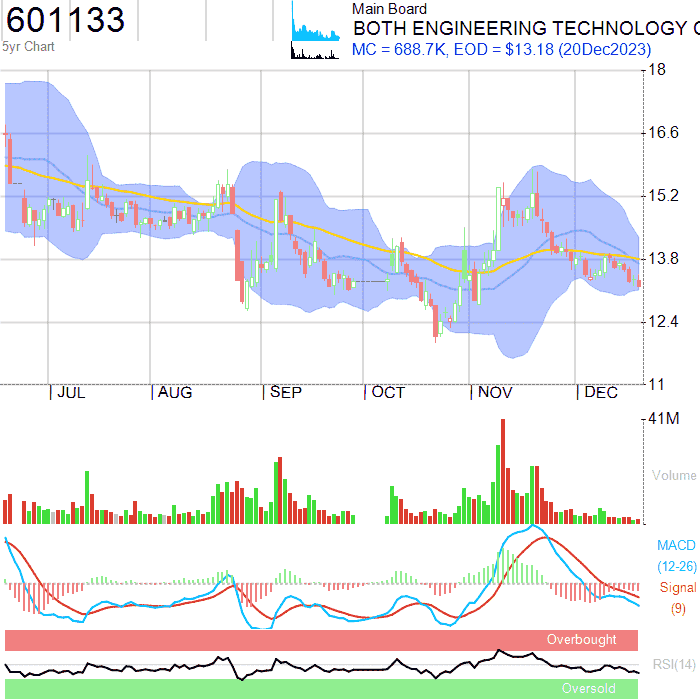 601133
5yr Chart
Main Board
BOTH ENGINEERING TECHNOLOGY
MC = 688.7K, EOD = $13.18 (20Dec2023)
18
16.6
15.2
13.8
12.4
11
JUL AUG SEP OCT NOV DEC
41M
Volume
MACD
(12-26)
Signal
(9)
Overbought
RSI(14)
Oversold